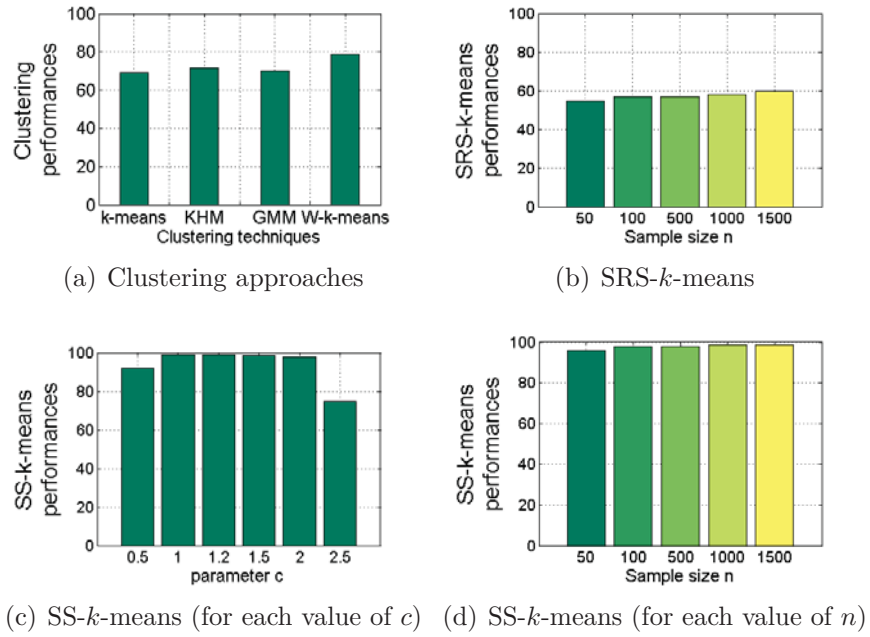 100
80
60
40
20
0
Clustering
performances
k-means KHM GMM W-k-means
Clustering techniques
(a) Clustering approaches
100
80
60
40
20
0
SRS-k-means
performances
50 100 500 1000 1500
Sample size n
(b) SRS-k-means
100
80
60
40
20
0
SS-k-means
performances
0.5 1 1.2 1.5 2 2.5
parameter c
(c) SS-k-means (for each value of c)
100
80
60
40
20
0
SS-k-means
performances
50 100 500 1000 1500
Sample size n
(d) SS-k-means (for each value of n)